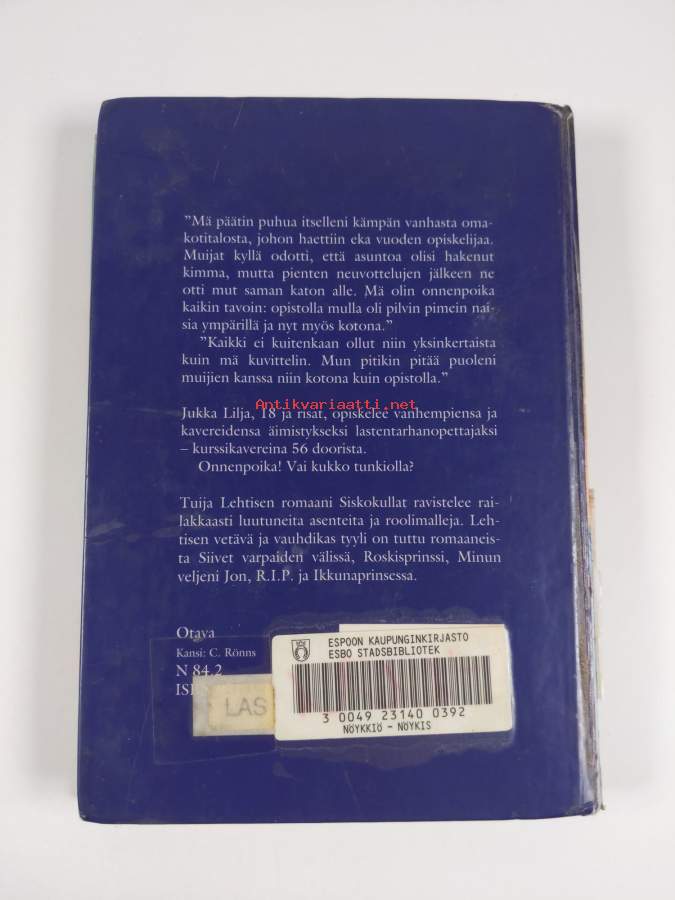 ”Mä päätin puhua itselleni kämpän vanhasta oma-
kotitalosta, johon haettiin eka vuoden opiskelijaa.
Muijat kyllä odotti, että asuntoa olisi hakenut
kimma, mutta pienten neuvottelujen jälkeen ne
otti mut saman katon alle. Mä olin onnenpoika
kaikin tavoin: opistolla mulla oli pilvin pimein nai-
sia ympärillä ja nyt myös kotona.”
”Kaikki ei kuitenkaan ollut niin yksinkertaista
kuin mä kuvittelin. Mun pitikin pitää puoleni
muijien kanssa niin kotona kuin opistolla.”
Antikvariaatti.net
Jukka Lilja, 18 ja risat, opiskelee vanhempiensa ja
kavereidensa äimistykseksi lastentarhanopettajaksi
– kurssikavereina 56 doorista.
Onnenpoika! Vai kukko tunkiolla?
Tuija Lehtisen romaani Siskokullat ravistelee rai-
lakkaasti luutuneita asenteita ja roolimalleja. Leh-
tisen vetävä ja vauhdikas tyyli on tuttu romaaneis-
ta Siivet varpaiden välissä, Roskisprinssi, Minun
veljeni Jon, R.I.P. ja Ikkunaprinsessa.
Otava
Kansi: C. Rönns
N 84.2
LAS
ESPOON KAUPUNGINKIRJASTO
ESBO STADSBIBLIOTEK
3 0049 23140 0392
NÖYKKIÖ - NÖYKIS